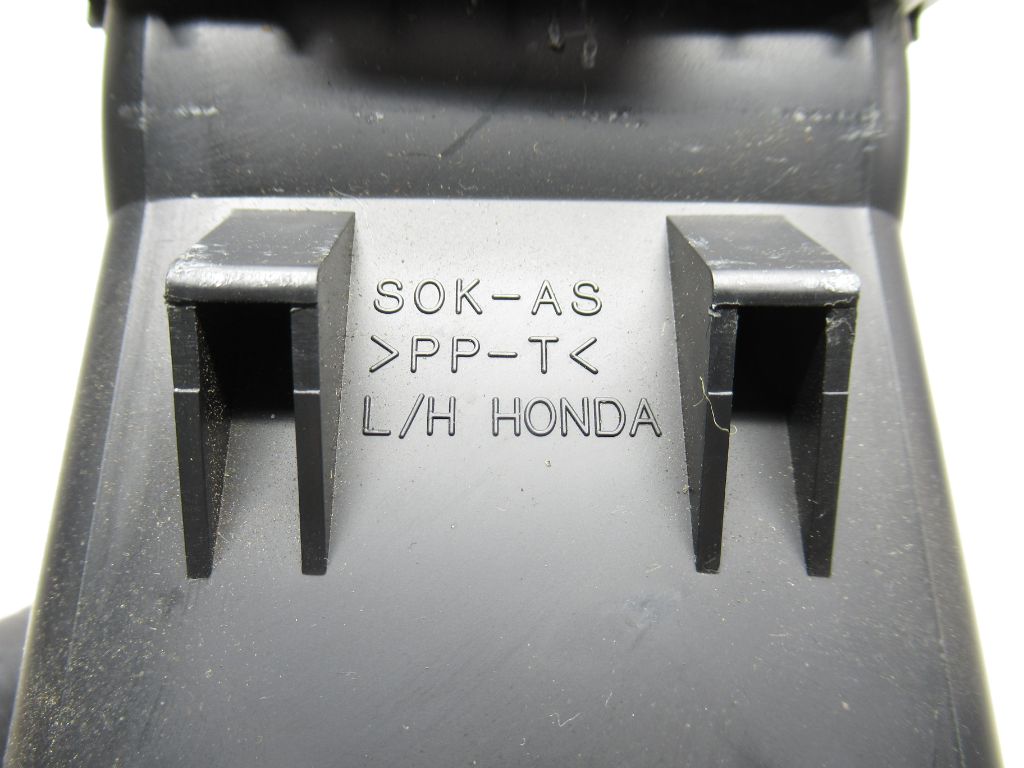 SOK-AS
>PP-T<
L/H HONDA